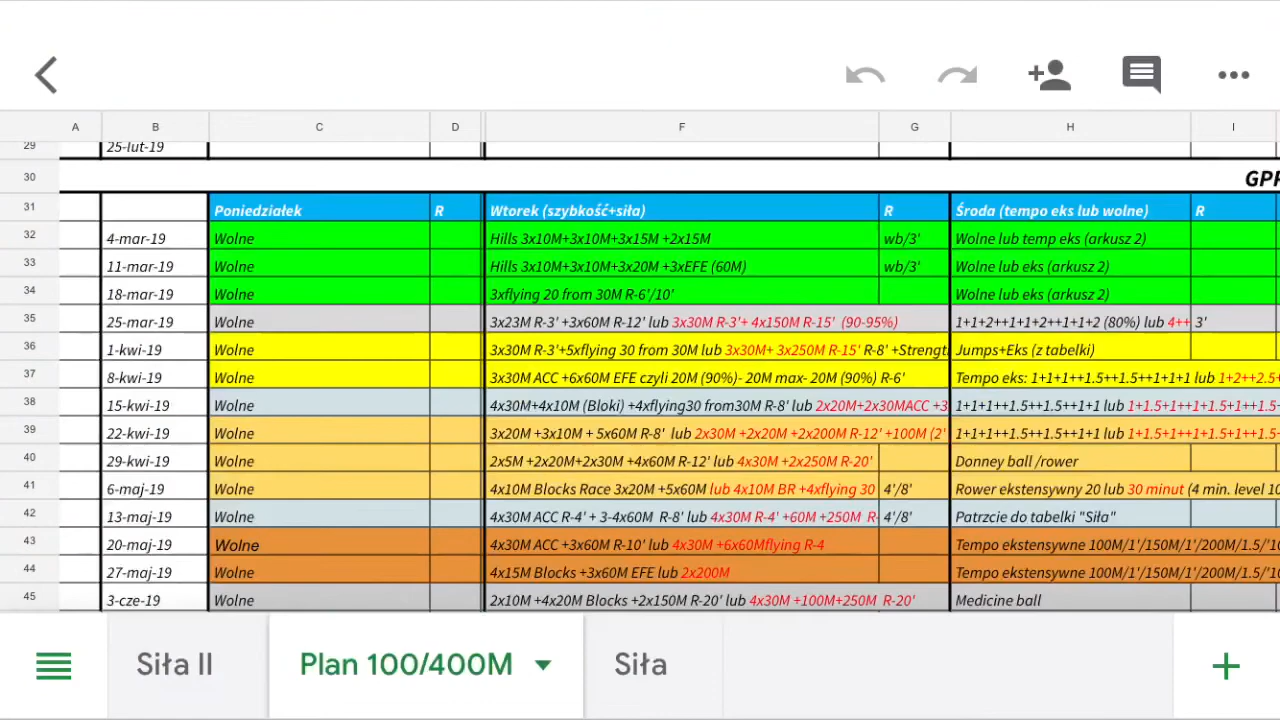 A B C D F G H I
29 25-lut-19
30 GPP
31 Poniedziałek R Wtorek (szybkość+siła) R Środa (tempo eks lub wolne) R
32 4-mar-19 Wolne Hills 3x10M+3x10M+3x15M +2x15M wb/3' Wolne lub temp eks (arkusz 2)
33 11-mar-19 Wolne Hills 3x10M+3x10M+3x20M +3xEFE (60M) wb/3' Wolne lub eks (arkusz 2)
34 18-mar-19 Wolne 3xflying 20 from 30M R-6'/10' Wolne lub eks (arkusz 2)
35 25-mar-19 Wolne 3x23M R-3' +3x60M R-12' lub 3x30M R-3'+ 4x150M R-15' (90-95%) 1+1+2++1+1+2++1+1+2 (80%) lub 4++ 3'
36 1-kwi-19 Wolne 3x30M R-3'+5xflying 30 from 30M lub 3x30M+ 3x250M R-15' R-8' +Strengt Jumps+Eks (z tabelki)
37 8-kwi-19 Wolne 3x30M ACC +6x60M EFE czyli 20M (90%)- 20M max- 20M (90%) R-6' Tempo eks: 1+1+1++1.5++1.5++1+1+1 lub 1+2++2.5+
38 15-kwi-19 Wolne 4x30M+4x10M (Bloki) +4xflying30 from30M R-8' lub 2x20M+2x30MACC +3 1+1+1++1.5++1.5++1+1 lub 1+1.5+1++1+1.5+1++1.5+
39 22-kwi-19 Wolne 3x20M +3x10M + 5x60M R-8' lub 2x30M +2x20M +2x200M R-12' +100M (2' 1+1+1++1.5++1.5++1+1 lub 1+1.5+1++1+1.5+1++1.5+
40 29-kwi-19 Wolne 2x5M +2x20M+2x30M +4x60M R-12' lub 4x30M +2x250M R-20' Donney ball /rower
41 6-maj-19 Wolne 4x10M Blocks Race 3x20M +5x60M lub 4x10M BR +4xflying 30 4'/8' Rower ekstensywny 20 lub 30 minut (4 min. level 10
42 13-maj-19 Wolne 4x30M ACC R-4' + 3-4x60M R-8' lub 4x30M R-4' +60M +250M R- 4'/8' Patrzcie do tabelki "Siła"
43 20-maj-19 Wolne 4x30M ACC +3x60M R-10' lub 4x30M +6x60Mflying R-4 Tempo ekstensywne 100M/1'/150M/1'/200M/1.5/'10
44 27-maj-19 Wolne 4x15M Blocks +3x60M EFE lub 2x200M Tempo ekstensywne 100M/1'/150M/1'/200M/1.5/'10
45 3-cze-19 Wolne 2x10M +4x20M Blocks +2x150M R-20' lub 4x30M +100M+250M R-20' Medicine ball
Siła II Plan 100/400M Siła